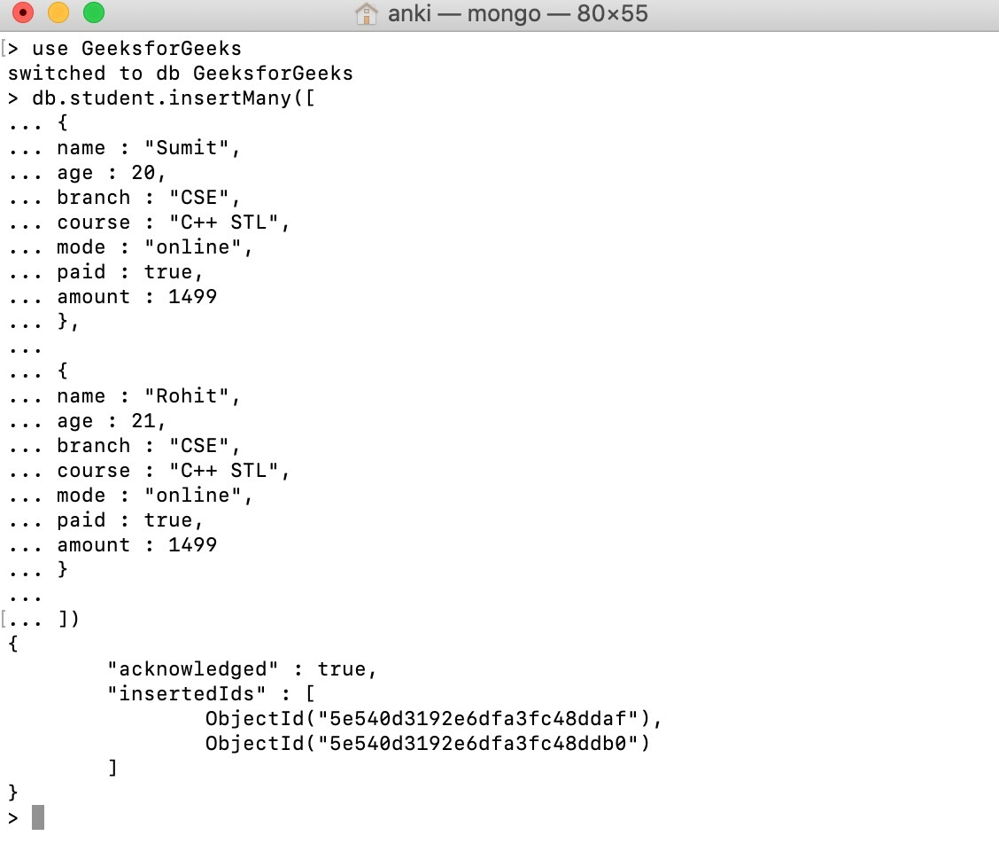 anki — mongo — 80×55
[> use GeeksforGeeks
switched to db GeeksforGeeks
> db.student.insertMany([
... {
... name : "Sumit",
... age : 20,
... branch : "CSE",
... course : "C++ STL",
... mode : "online",
... paid : true,
... amount : 1499
... },
...
... {
... name : "Rohit",
... age : 21,
... branch : "CSE",
... course : "C++ STL",
... mode : "online",
... paid : true,
... amount : 1499
... }
...
[... ])
{
        "acknowledged" : true,
        "insertedIds" : [
                ObjectId("5e540d3192e6dfa3fc48ddaf"),
                ObjectId("5e540d3192e6dfa3fc48ddb0")
        ]
}
>